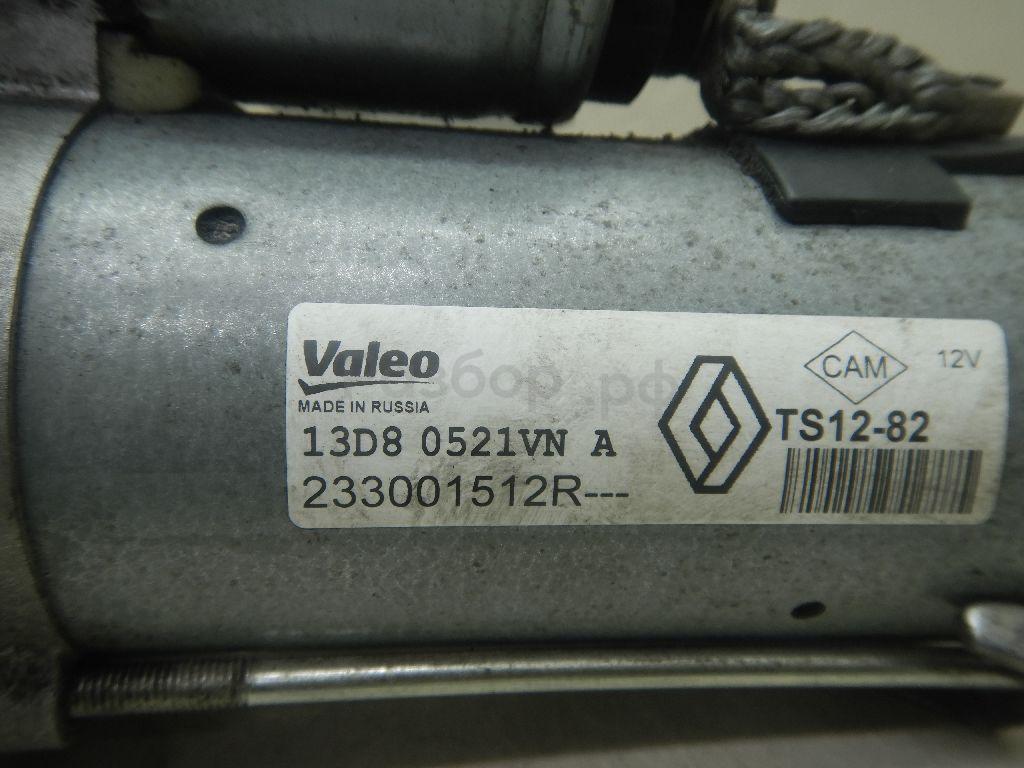 Valeo
MADE IN RUSSIA
13D8 0521VN A
233001512R---
CAM
12V
TS12-82